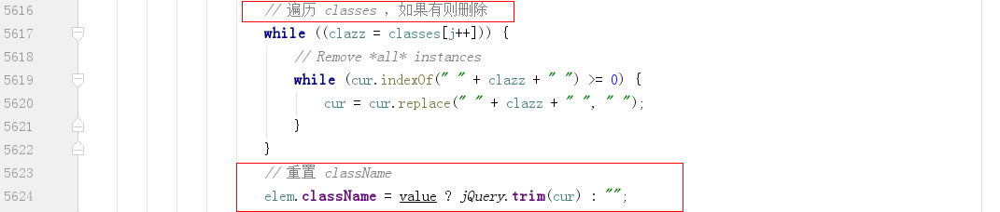 5616 // 遍历 classes ，如果有则删除
5617 while ((clazz = classes[j++])) {
5618 // Remove *all* instances
5619 while (cur.indexOf(" " + clazz + " ") >= 0) {
5620 cur = cur.replace(" " + clazz + " ", " ");
5621 }
5622 }
5623 // 重置 className
5624 elem.className = value ? jQuery.trim(cur) : "";